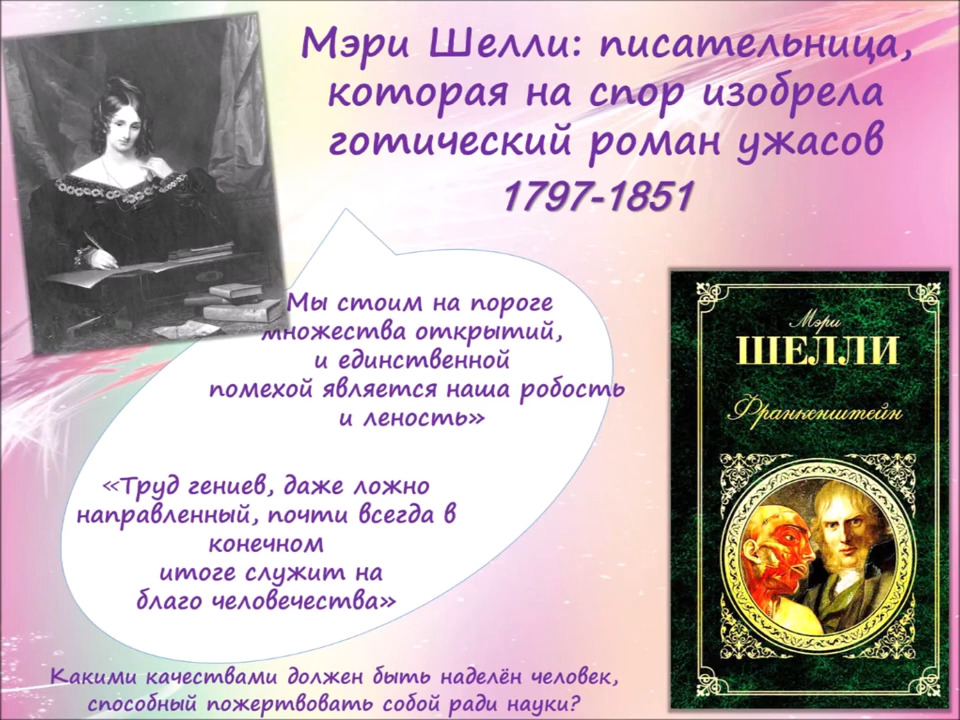 Мэри Шелли: писательница,
которая на спор изобрела
готический роман ужасов
1797-1851
Мы стоим на пороге
множества открытий,
и единственной
помехой является наша робость
и леность»
«Труд гениев, даже ложно
направленный, почти всегда в
конечном
итоге служит на
благо человечества»
Мэри
ШЕЛЛИ
Франкенштейн
Какими качествами должен быть наделён человек,
способный пожертвовать собой ради науки?